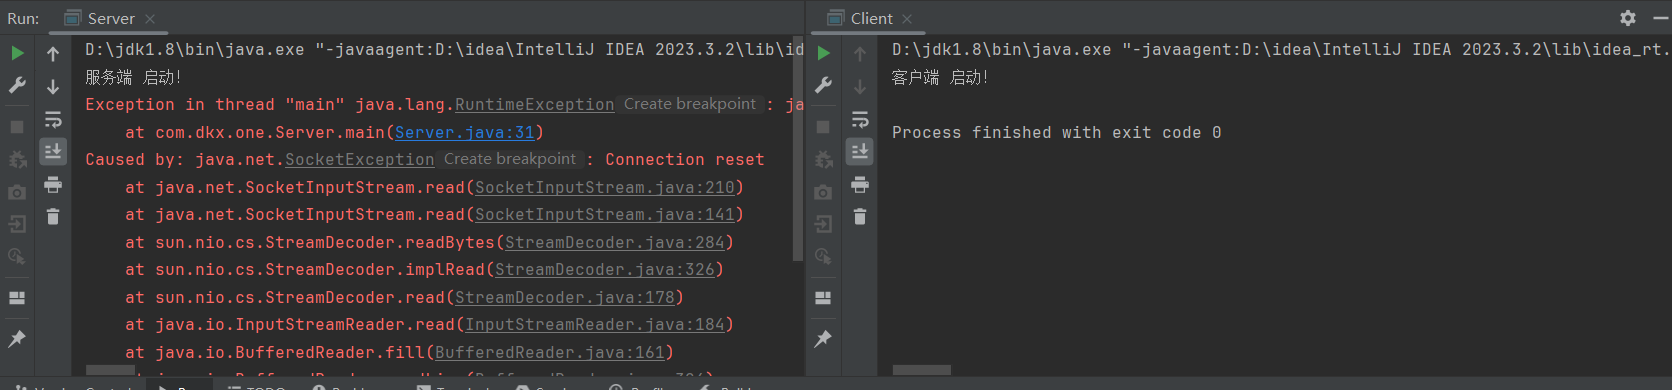 Run: Server
D:\jdk1.8\bin\java.exe "-javaagent:D:\idea\IntelliJ IDEA 2023.3.2\lib\id
服务端 启动!
Exception in thread "main" java.lang.RuntimeException Create breakpoint : ja
at com.dkx.one.Server.main(Server.java:31)
Caused by: java.net.SocketException Create breakpoint : Connection reset
at java.net.SocketInputStream.read(SocketInputStream.java:210)
at java.net.SocketInputStream.read(SocketInputStream.java:141)
at sun.nio.cs.StreamDecoder.readBytes(StreamDecoder.java:284)
at sun.nio.cs.StreamDecoder.implRead(StreamDecoder.java:326)
at sun.nio.cs.StreamDecoder.read(StreamDecoder.java:178)
at java.io.InputStreamReader.read(InputStreamReader.java:184)
at java.io.BufferedReader.fill(BufferedReader.java:161)
Client
D:\jdk1.8\bin\java.exe "-javaagent:D:\idea\IntelliJ IDEA 2023.3.2\lib\idea_rt.
客户端 启动!
Process finished with exit code 0